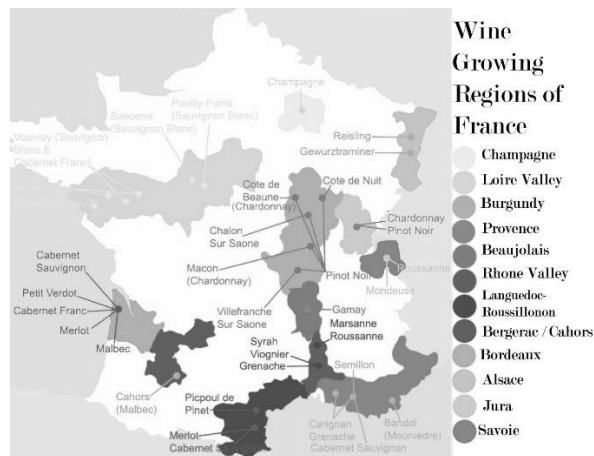 Wine
Growing
Regions of
France
Champagne
Loire Valley
Burgundy
Provence
Beaujolais
Rhone Valley
Languedoc-
Roussillonon
Bergerac / Cahors
Bordeaux
Alsace
Jura
Savoie
Champagne
Pouilly-Fume
(Sauvignon Blanc)
Sancerre
(Sauvignon Blanc)
Vouvray (Sauvignon
Blanc &
Cabernet Franc)
Reisling
Gewurztraminer
Cote de
Beaune
(Chardonnay)
Cote de Nuit
Chalon
Sur Saone
Chardonnay
Pinot Noir
Macon
(Chardonnay)
Pinot Noir
Roussanne
Mondeuse
Villefranche
Sur Saone
Cabernet
Sauvignon
Petit Verdot
Cabernet Franc
Merlot
Malbec
Gamay
Marsanne
Roussanne
Syrah
Viognier
Grenache
Semillon
Cahors
(Malbec)
Picpoul de
Pinet
Merlot
Cabernet Sauvignon
Carignan
Grenache
Cabernet Sauvignon
Bandol
(Mourvedre)